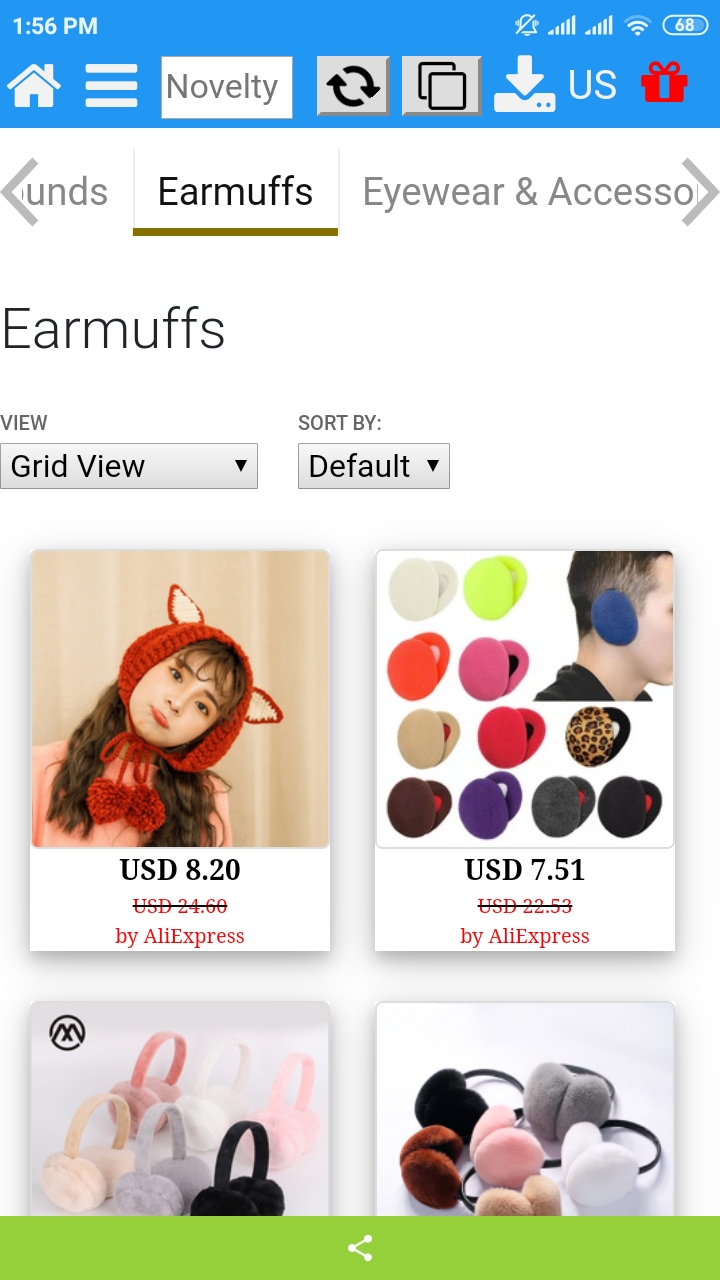 1:56 PM 68
Novelty US
unds Earmuffs Eyewear & Accesso
Earmuffs
VIEW SORT BY:
Grid View Default
USD 8.20 USD 7.51
USD 24.60 USD 22.53
by AliExpress by AliExpress